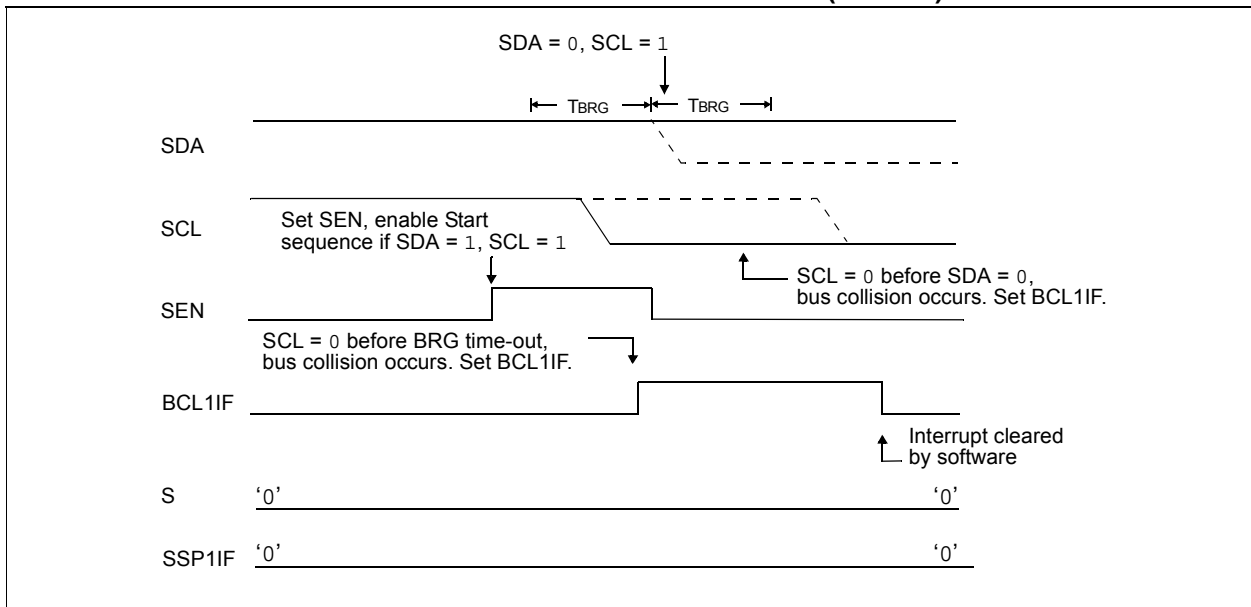 SDA = 0, SCL = 1
TBRG TBRG
SDA
SCL
Set SEN, enable Start
sequence if SDA = 1, SCL = 1
SCL = 0 before SDA = 0,
bus collision occurs. Set BCL1IF.
SEN
SCL = 0 before BRG time-out,
bus collision occurs. Set BCL1IF.
BCL1IF
Interrupt cleared
by software
S ‘0’ ‘0’
SSP1IF ‘0’ ‘0’